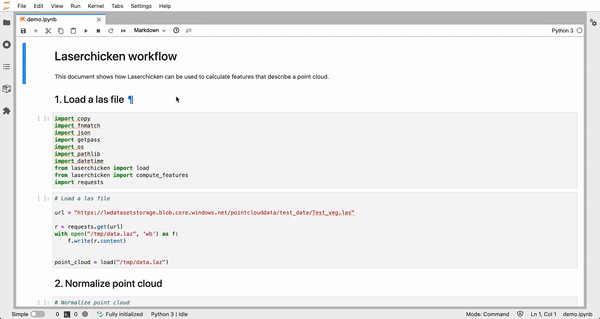 File Edit View Run Kernel Tabs Settings Help
demo.ipynb
Markdown
Python 3
Laserchicken workflow
This document shows how Laserchicken can be used to calculate features that describe a point cloud.
1. Load a las file ¶
[ ]: import copy
import fnmatch
import json
import getpass
import os
import pathlib
import datetime
from laserchicken import load
from laserchicken import compute_features
import requests
[ ]: # Load a las file
url = "https://lwdatasetstorage.blob.core.windows.net/pointclouddata/test_data/Test_veg.las"
r = requests.get(url)
with open("/tmp/data.laz", 'wb') as f:
f.write(r.content)
point_cloud = load("/tmp/data.laz")
2. Normalize point cloud
[ ]: # Normalize point cloud
Simple 0 0 Fully initialized Python 3 | Idle Mode: Command Ln 1, Col 1 demo.ipynb